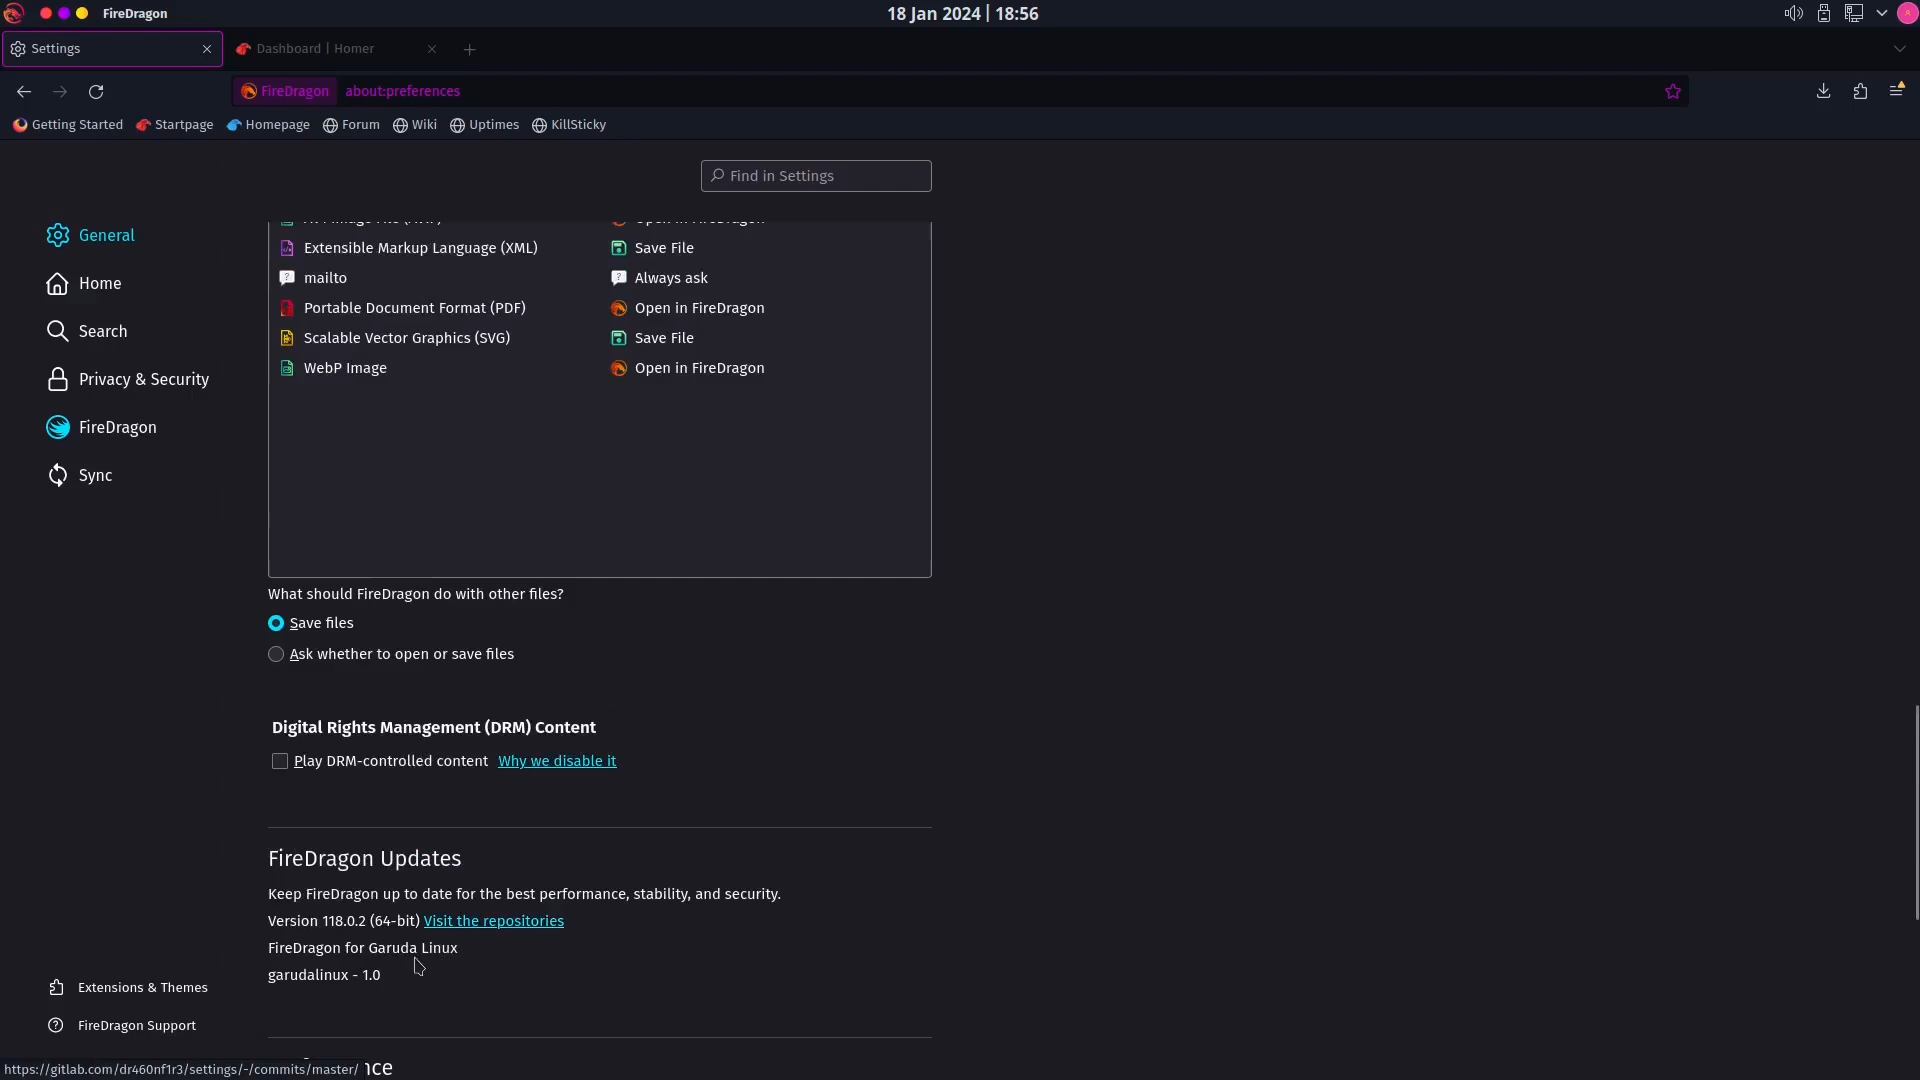 FireDragon
18 Jan 2024 | 18:56
Settings
Dashboard | Homer
FireDragon
about:preferences
Getting Started
Startpage
Homepage
Forum
Wiki
Uptimes
KillSticky
Find in Settings
General
Home
Search
Privacy & Security
FireDragon
Sync
Open in FireDragon
Extensible Markup Language (XML)
Save File
mailto
Always ask
Portable Document Format (PDF)
Open in FireDragon
Scalable Vector Graphics (SVG)
Save File
WebP Image
Open in FireDragon
What should FireDragon do with other files?
Save files
Ask whether to open or save files
Digital Rights Management (DRM) Content
Play DRM-controlled content Why we disable it
FireDragon Updates
Keep FireDragon up to date for the best performance, stability, and security.
Version 118.0.2 (64-bit) Visit the repositories
FireDragon for Garuda Linux
garudalinux - 1.0
Extensions & Themes
FireDragon Support
https://gitlab.com/dr460nf1r3/settings/-/commits/master/